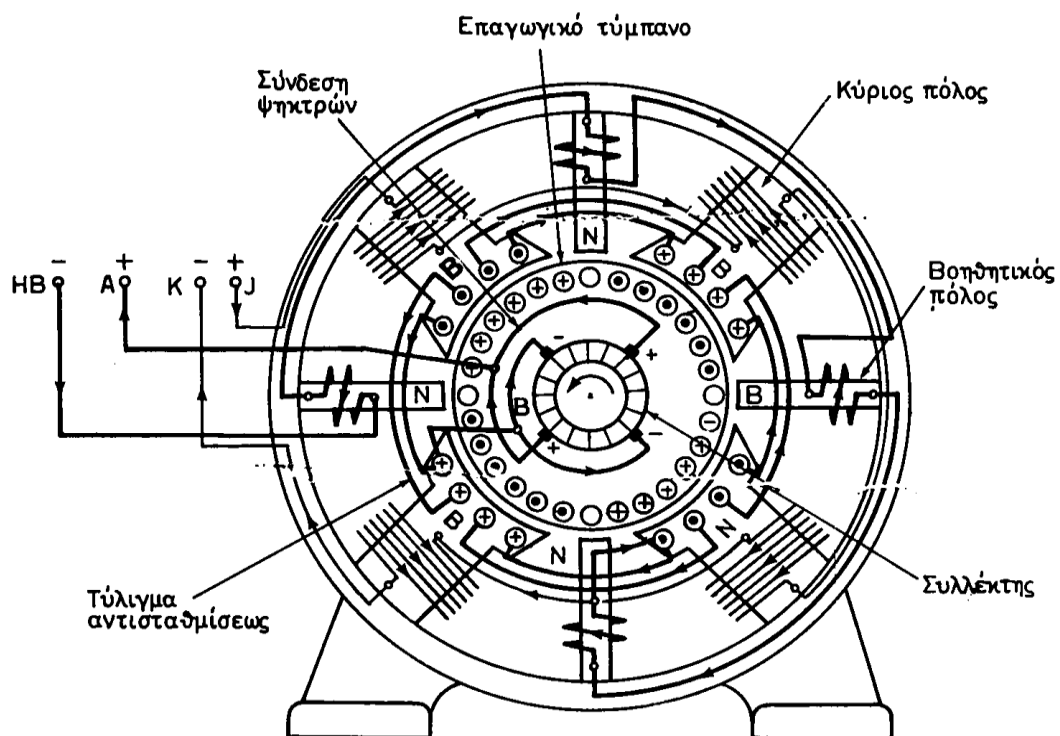 Επαγωγικό τύμπανο
Σύνδεση
ψηκτρών
Κύριος πόλος
N
B
B
- + - +
HB A K J
Βοηθητικός
πόλος
- +
N
B
B
+ -
B
N
N
Τύλιγμα
αντισταθμίσεως
Συλλέκτης